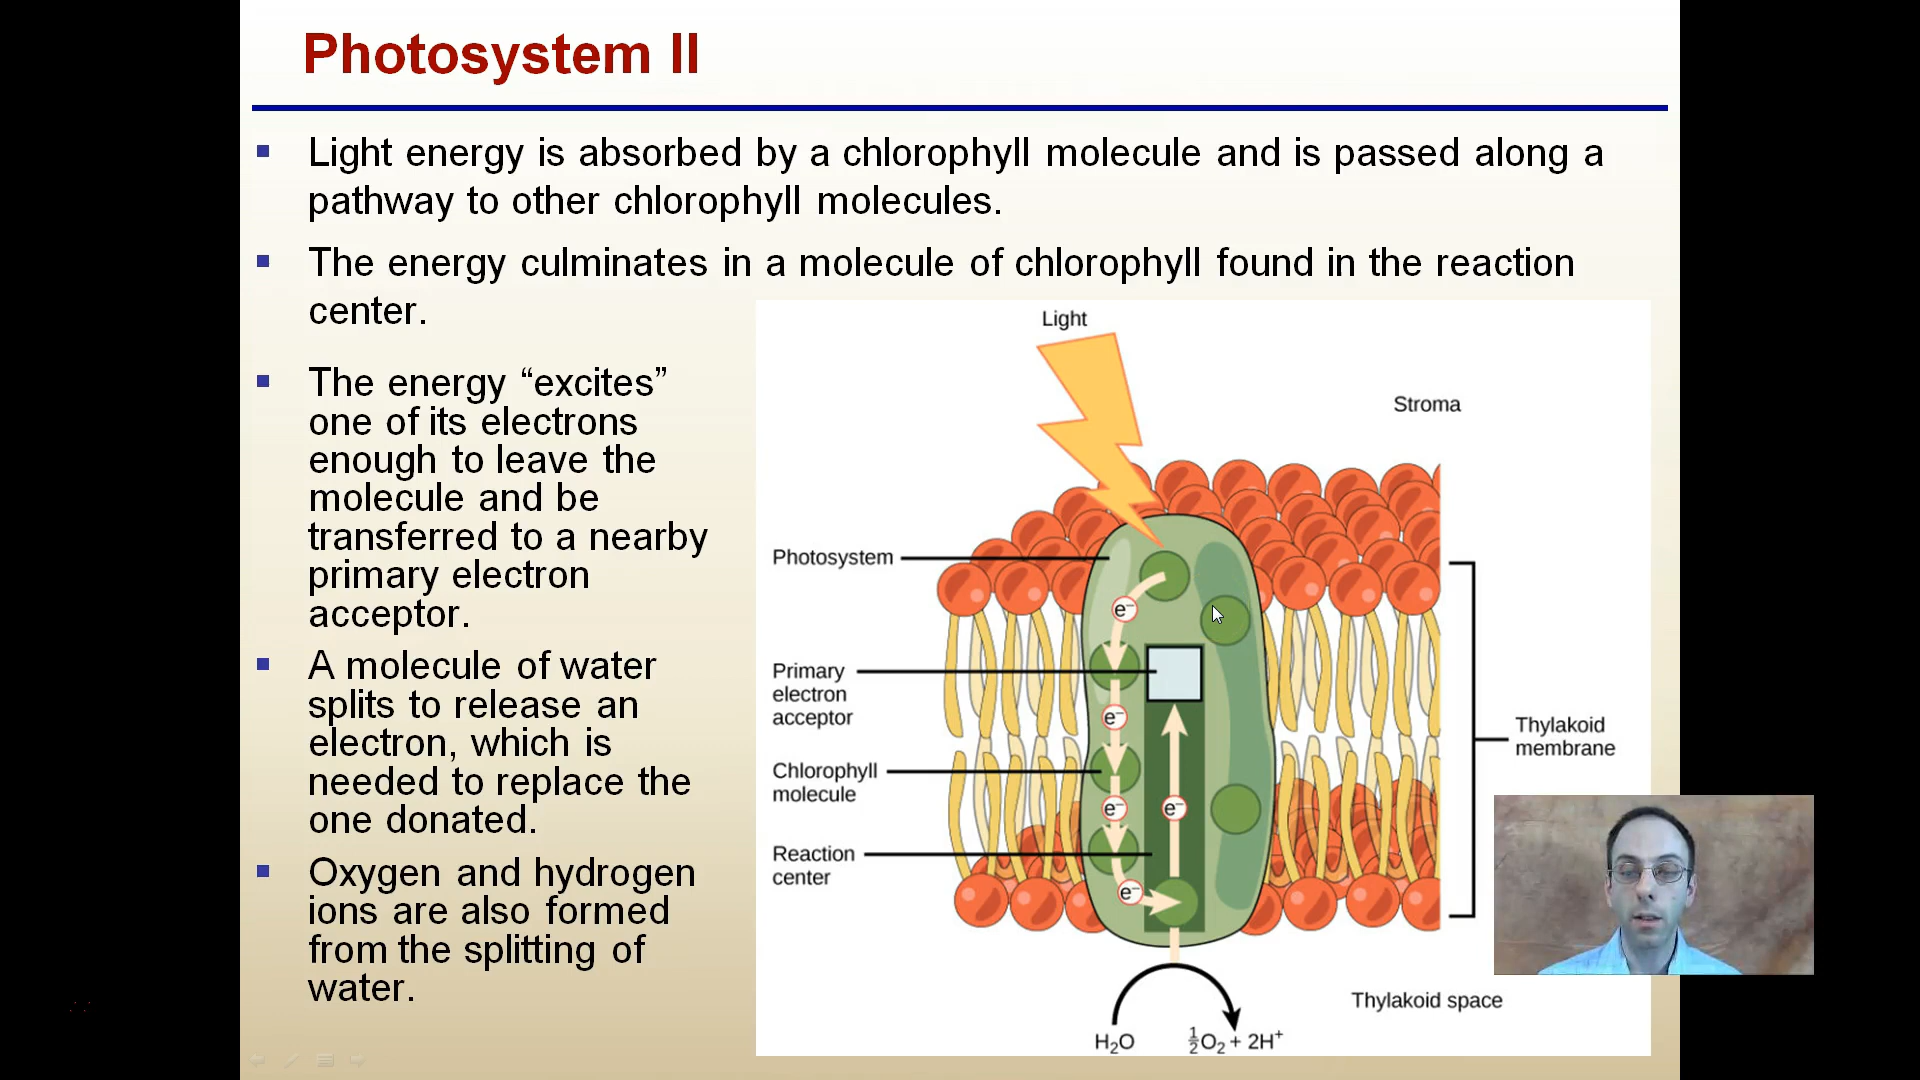 Photosystem II
Light energy is absorbed by a chlorophyll molecule and is passed along a
pathway to other chlorophyll molecules.
The energy culminates in a molecule of chlorophyll found in the reaction
center.
The energy “excites”
one of its electrons
enough to leave the
molecule and be
transferred to a nearby
primary electron
acceptor.
A molecule of water
splits to release an
electron, which is
needed to replace the
one donated.
Oxygen and hydrogen
ions are also formed
from the splitting of
water.
Light
Stroma
Photosystem
e⁻
Primary
electron
acceptor
e⁻
Thylakoid
membrane
Chlorophyll
molecule
e⁻
e⁻
Reaction
center
e⁻
Thylakoid space
H₂O
½O₂ + 2H⁺